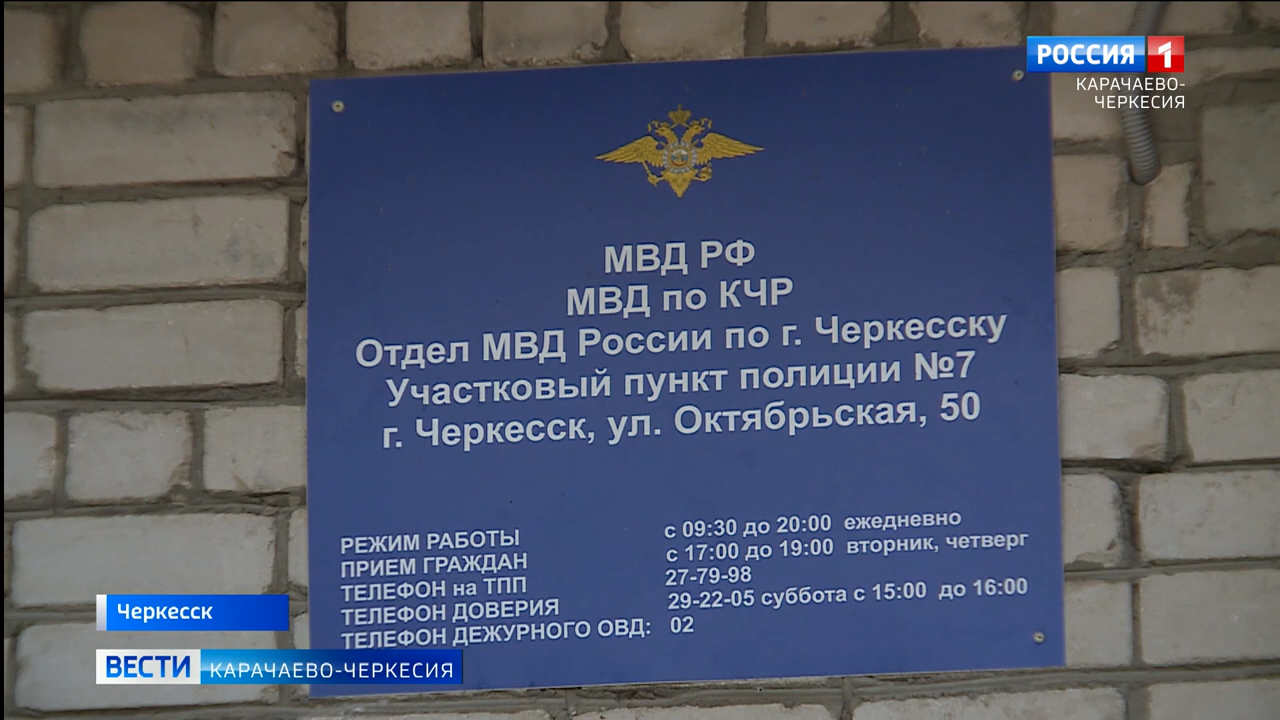 РОССИЯ 1
КАРАЧАЕВО-
ЧЕРКЕСИЯ
МВД РФ
МВД по КЧР
Отдел МВД России по г. Черкесску
Участковый пункт полиции №7
г. Черкесск, ул. Октябрьская, 50
РЕЖИМ РАБОТЫ с 09:30 до 20:00 ежедневно
ПРИЕМ ГРАЖДАН с 17:00 до 19:00 вторник, четверг
ТЕЛЕФОН на ТПП 27-79-98
ТЕЛЕФОН ДОВЕРИЯ 29-22-05 суббота с 15:00 до 16:00
ТЕЛЕФОН ДЕЖУРНОГО ОВД: 02
Черкесск
ВЕСТИ КАРАЧАЕВО-ЧЕРКЕСИЯ